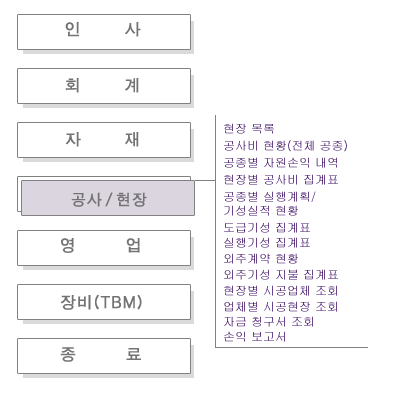 인 사
회 계
자 재
공사 / 현장
영 업
장비(TBM)
종 료
현장 목록
공사비 현황(전체 공종)
공종별 자원손익 내역
현장별 공사비 집계표
공종별 실행계획/
기성실적 현황
도급기성 집계표
실행기성 집계표
외주계약 현황
외주기성 지불 집계표
현장별 시공업체 조회
업체별 시공현장 조회
자금 청구서 조회
손익 보고서